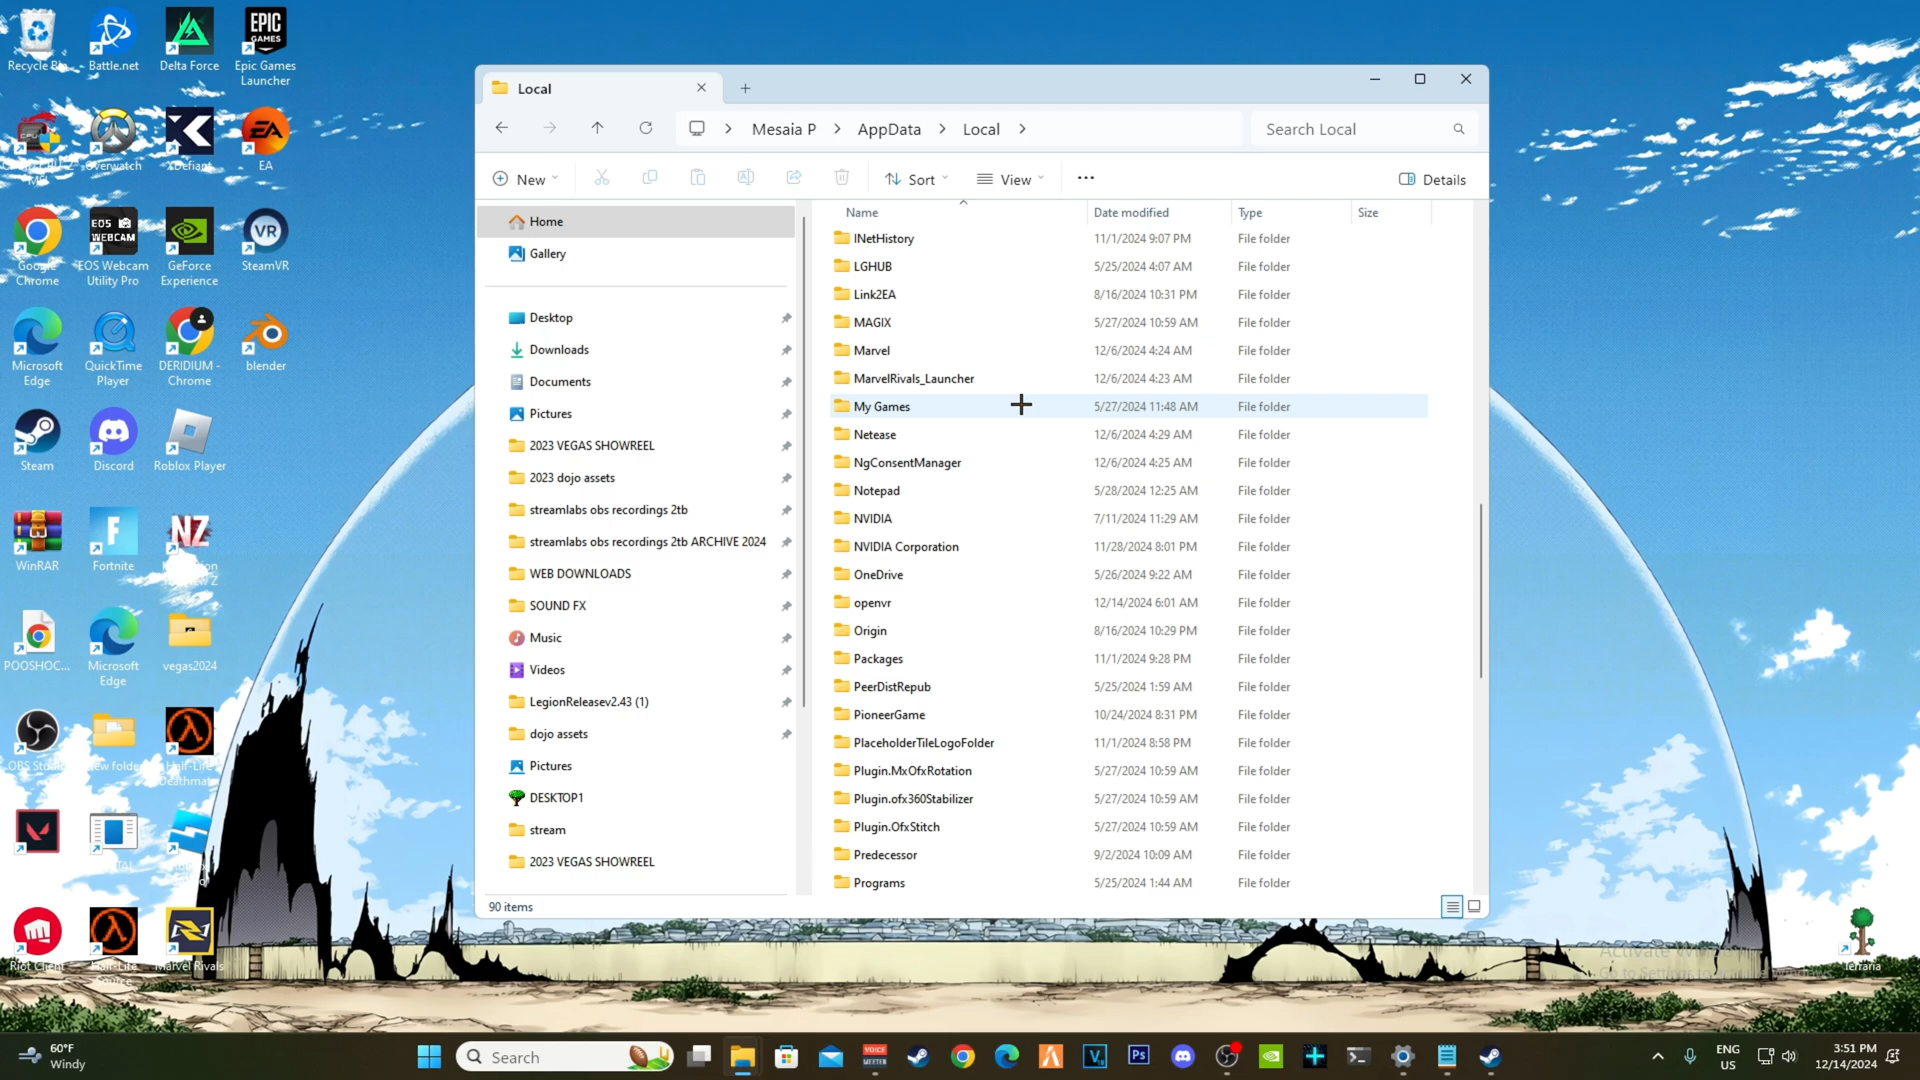 Recycle Bin
Battle.net
Delta Force
Epic Games Launcher
Overwatch
XDefiant
EA
Google Chrome
EOS WEBCAM
EOS Webcam Utility Pro
GeForce Experience
SteamVR
Microsoft Edge
QuickTime Player
DERIDIUM - Chrome
blender
Steam
Discord
Roblox Player
WinRAR
Fortnite
POOSHOC...
Microsoft Edge
vegas2024
OBS Studio
New folder
Half-Life Deathmatch
Riot Client
Half-Life
Marvel Rivals
Terraria
Local
Mesaia P > AppData > Local >
Search Local
New
Sort
View
Details
Home
Gallery
Desktop
Downloads
Documents
Pictures
2023 VEGAS SHOWREEL
2023 dojo assets
streamlabs obs recordings 2tb
streamlabs obs recordings 2tb ARCHIVE 2024
WEB DOWNLOADS
SOUND FX
Music
Videos
LegionReleasev2.43 (1)
dojo assets
Pictures
DESKTOP1
stream
2023 VEGAS SHOWREEL
Name Date modified Type Size
INetHistory 11/1/2024 9:07 PM File folder
LGHUB 5/25/2024 4:07 AM File folder
Link2EA 8/16/2024 10:31 PM File folder
MAGIX 5/27/2024 10:59 AM File folder
Marvel 12/6/2024 4:24 AM File folder
MarvelRivals_Launcher 12/6/2024 4:23 AM File folder
My Games 5/27/2024 11:48 AM File folder
Netease 12/6/2024 4:29 AM File folder
NgConsentManager 12/6/2024 4:25 AM File folder
Notepad 5/28/2024 12:25 AM File folder
NVIDIA 7/11/2024 11:29 AM File folder
NVIDIA Corporation 11/28/2024 8:01 PM File folder
OneDrive 5/26/2024 9:22 AM File folder
openvr 12/14/2024 6:01 AM File folder
Origin 8/16/2024 10:29 PM File folder
Packages 11/1/2024 9:28 PM File folder
PeerDistRepub 5/25/2024 1:59 AM File folder
PioneerGame 10/24/2024 8:31 PM File folder
PlaceholderTileLogoFolder 11/1/2024 8:58 PM File folder
Plugin.MxOfxRotation 5/27/2024 10:59 AM File folder
Plugin.ofx360Stabilizer 5/27/2024 10:59 AM File folder
Plugin.OfxStitch 5/27/2024 10:59 AM File folder
Predecessor 9/2/2024 10:09 AM File folder
Programs 5/25/2024 1:44 AM File folder
90 items
60°F
Windy
Search
ENG
US
3:51 PM
12/14/2024